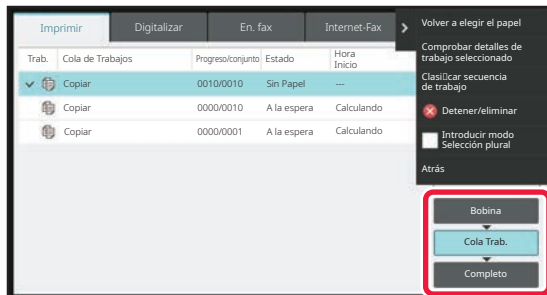 Imprimir
Digitalizar
En. fax
Internet-Fax
Trab.
Cola de Trabajos
Progreso/conjunto
Estado
Hora
Inicio
Copiar
0010/0010
Sin Papel
---
Copiar
0000/0010
A la espera
Calculando
Copiar
0000/0001
A la espera
Calculando
Volver a elegir el papel
Comprobar detalles de
trabajo seleccionado
Clasi▯car secuencia
de trabajo
Detener/eliminar
Introducir modo
Selección plural
Atrás
Bobina
Cola Trab.
Completo